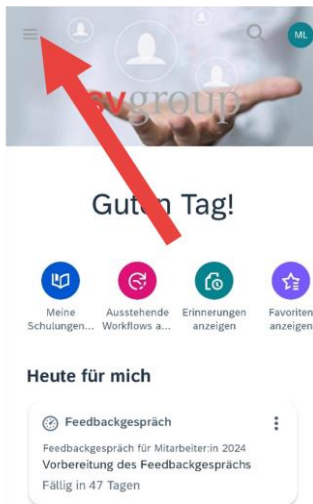 ML
svgroup
Guten Tag!
Meine
Schulungen...
Ausstehende
Workflows a...
Erinnerungen
anzeigen
Favoriten
anzeigen
Heute für mich
Feedbackgespräch
Feedbackgespräch für Mitarbeiter:in 2024
Vorbereitung des Feedbackgesprächs
Fällig in 47 Tagen